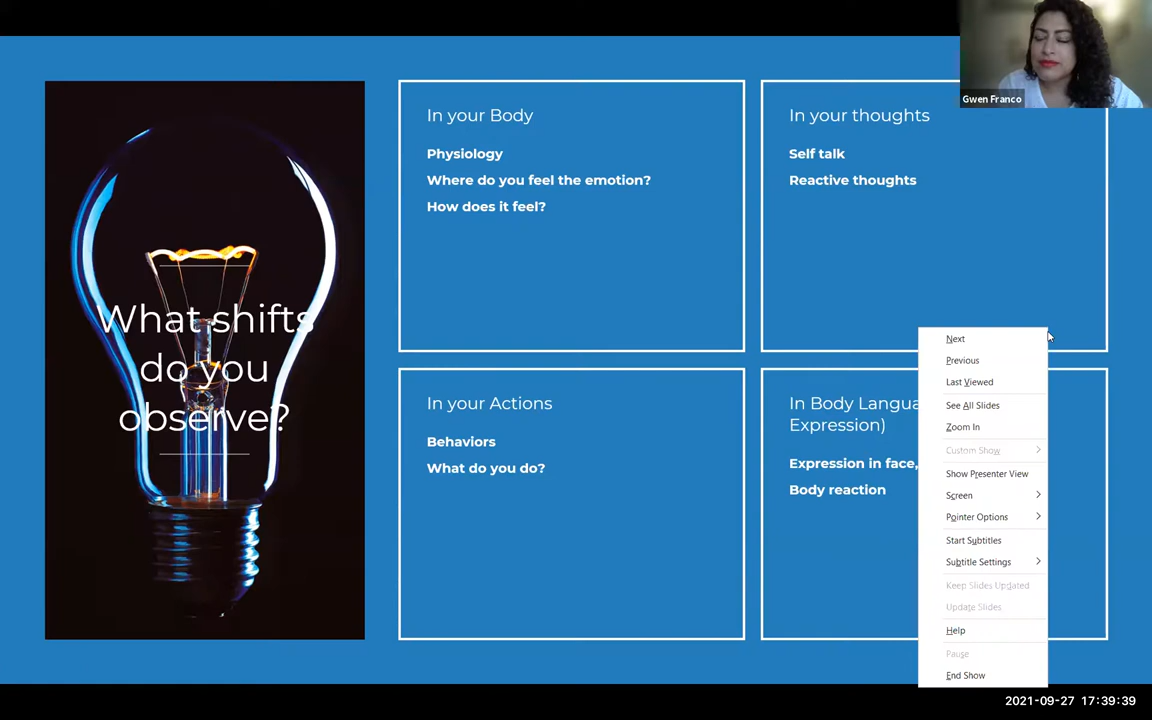 Gwen Franco
What shifts
do you
observe?
In your Body
Physiology
Where do you feel the emotion?
How does it feel?
In your thoughts
Self talk
Reactive thoughts
In your Actions
Behaviors
What do you do?
In Body
Expression)
Expression in face,
Body reaction
Next
Previous
Last Viewed
See All Slides
Zoom In
Custom Show
Show Presenter View
Screen
Pointer Options
Start Subtitles
Subtitle Settings
Keep Slides Updated
Update Slides
Help
Pause
End Show
2021-09-27 17:39:39